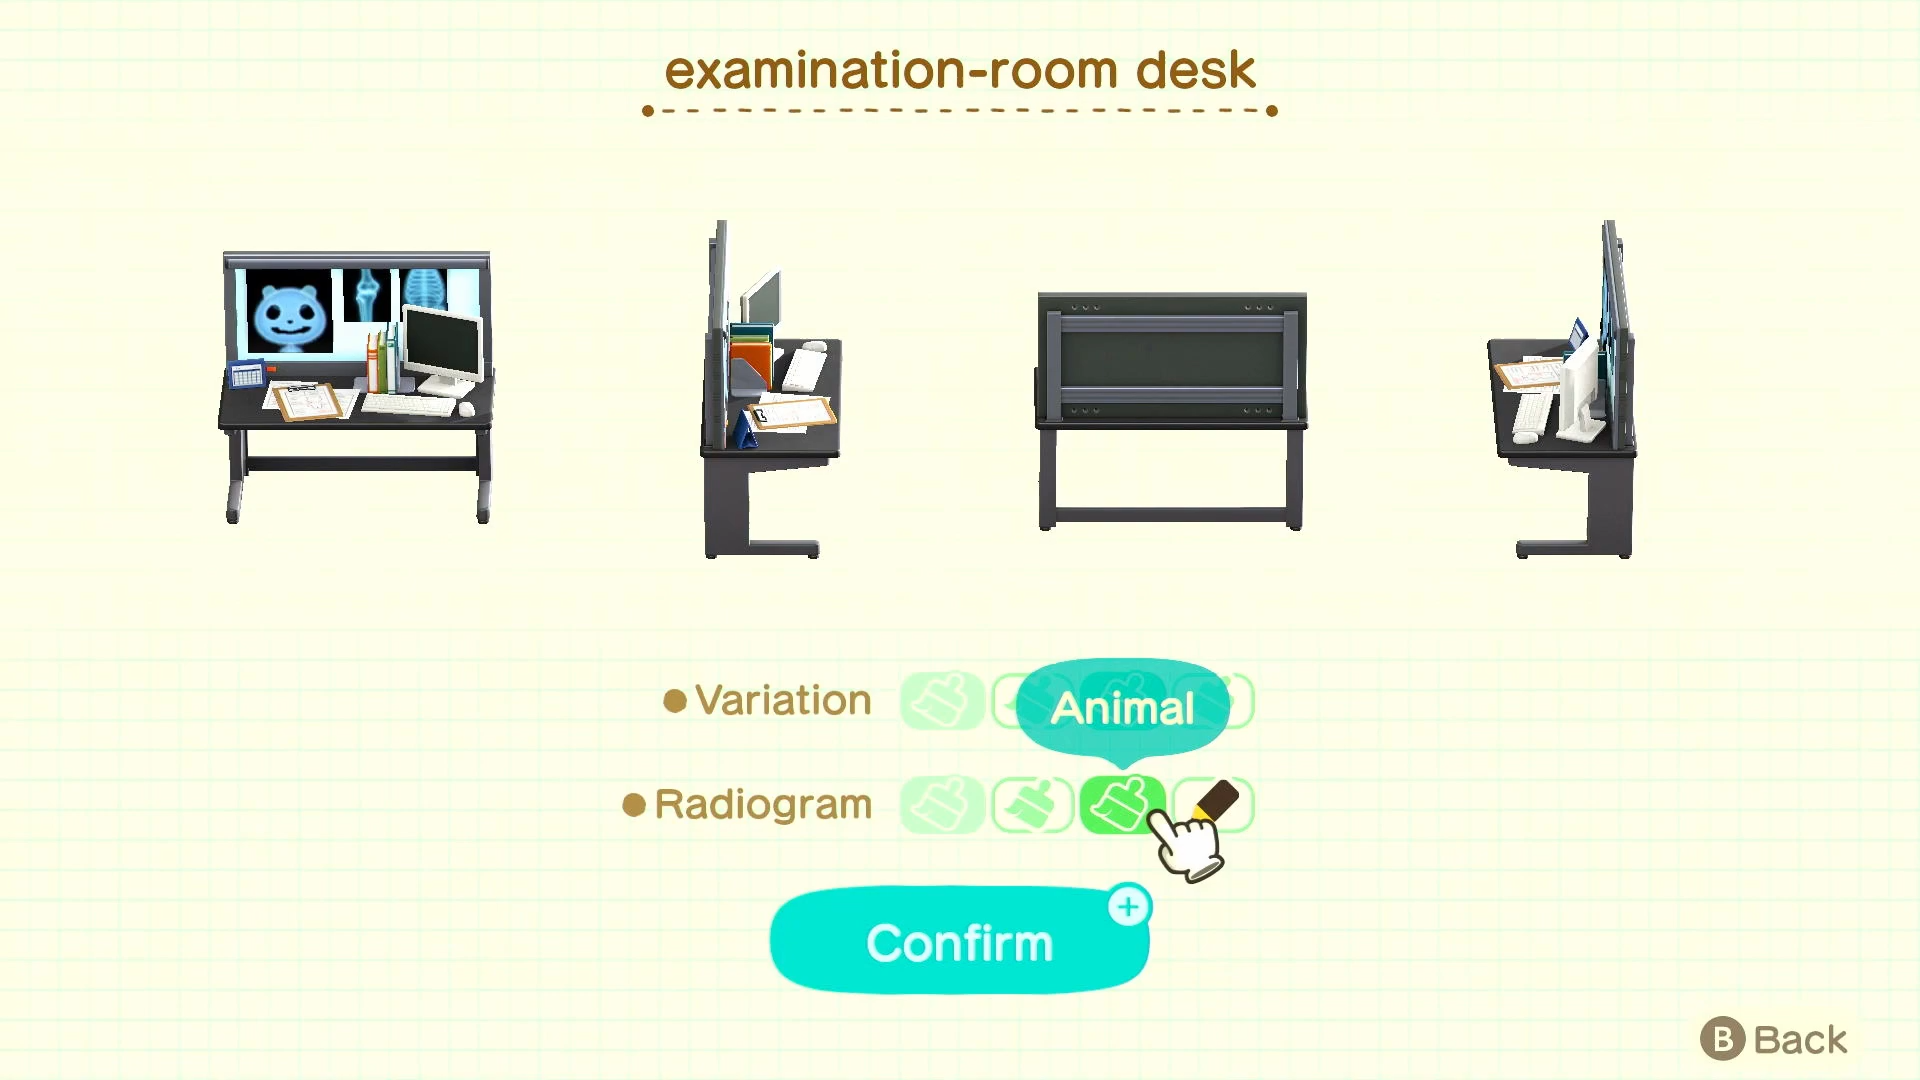 examination-room desk
Variation
Animal
Radiogram
Confirm
B Back